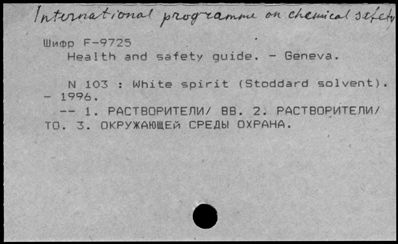 International programme on chemical safety
Шифр F-9725
Health and safety guide. - Geneva.
N 103 : White spirit (Stoddard solvent).
- 1996.
-- 1. РАСТВОРИТЕЛИ/ ВВ. 2. РАСТВОРИТЕЛИ/
ТО. 3. ОКРУЖАЮЩЕЙ СРЕДЫ ОХРАНА.